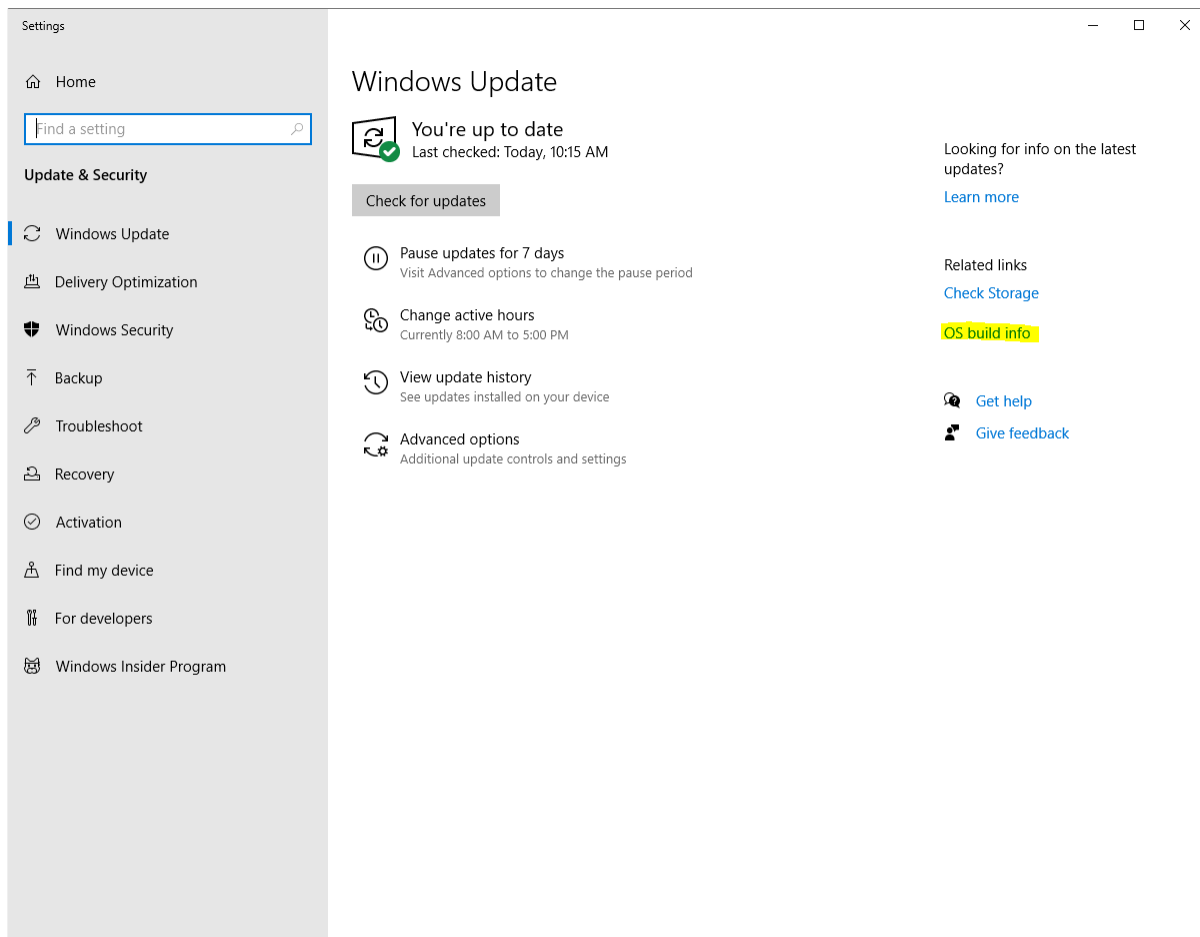 Settings
Home
Find a setting
Update & Security
Windows Update
Delivery Optimization
Windows Security
Backup
Troubleshoot
Recovery
Activation
Find my device
For developers
Windows Insider Program
Windows Update
You're up to date
Last checked: Today, 10:15 AM
Check for updates
Pause updates for 7 days
Visit Advanced options to change the pause period
Change active hours
Currently 8:00 AM to 5:00 PM
View update history
See updates installed on your device
Advanced options
Additional update controls and settings
Looking for info on the latest
updates?
Learn more
Related links
Check Storage
OS build info
Get help
Give feedback